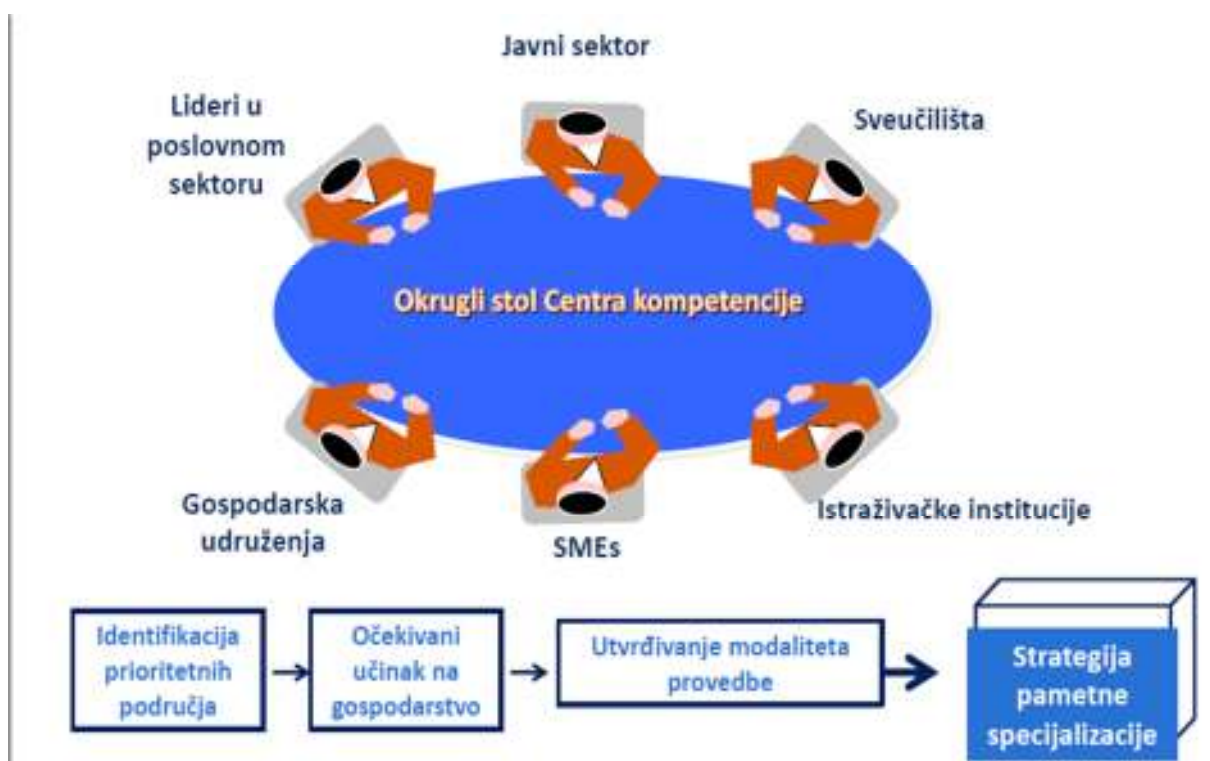 Javni sektor
Lideri u
poslovnom
sektoru
Sveučilišta
Okrugli stol Centra kompetencije
Gospodarska
udruženja
SMEs
Istraživačke institucije
Identifikacija
prioritetnih
područja
Očekivani
učinak na
gospodarstvo
Utvrđivanje modaliteta
provedbe
Strategija
pametne
specijalizacije